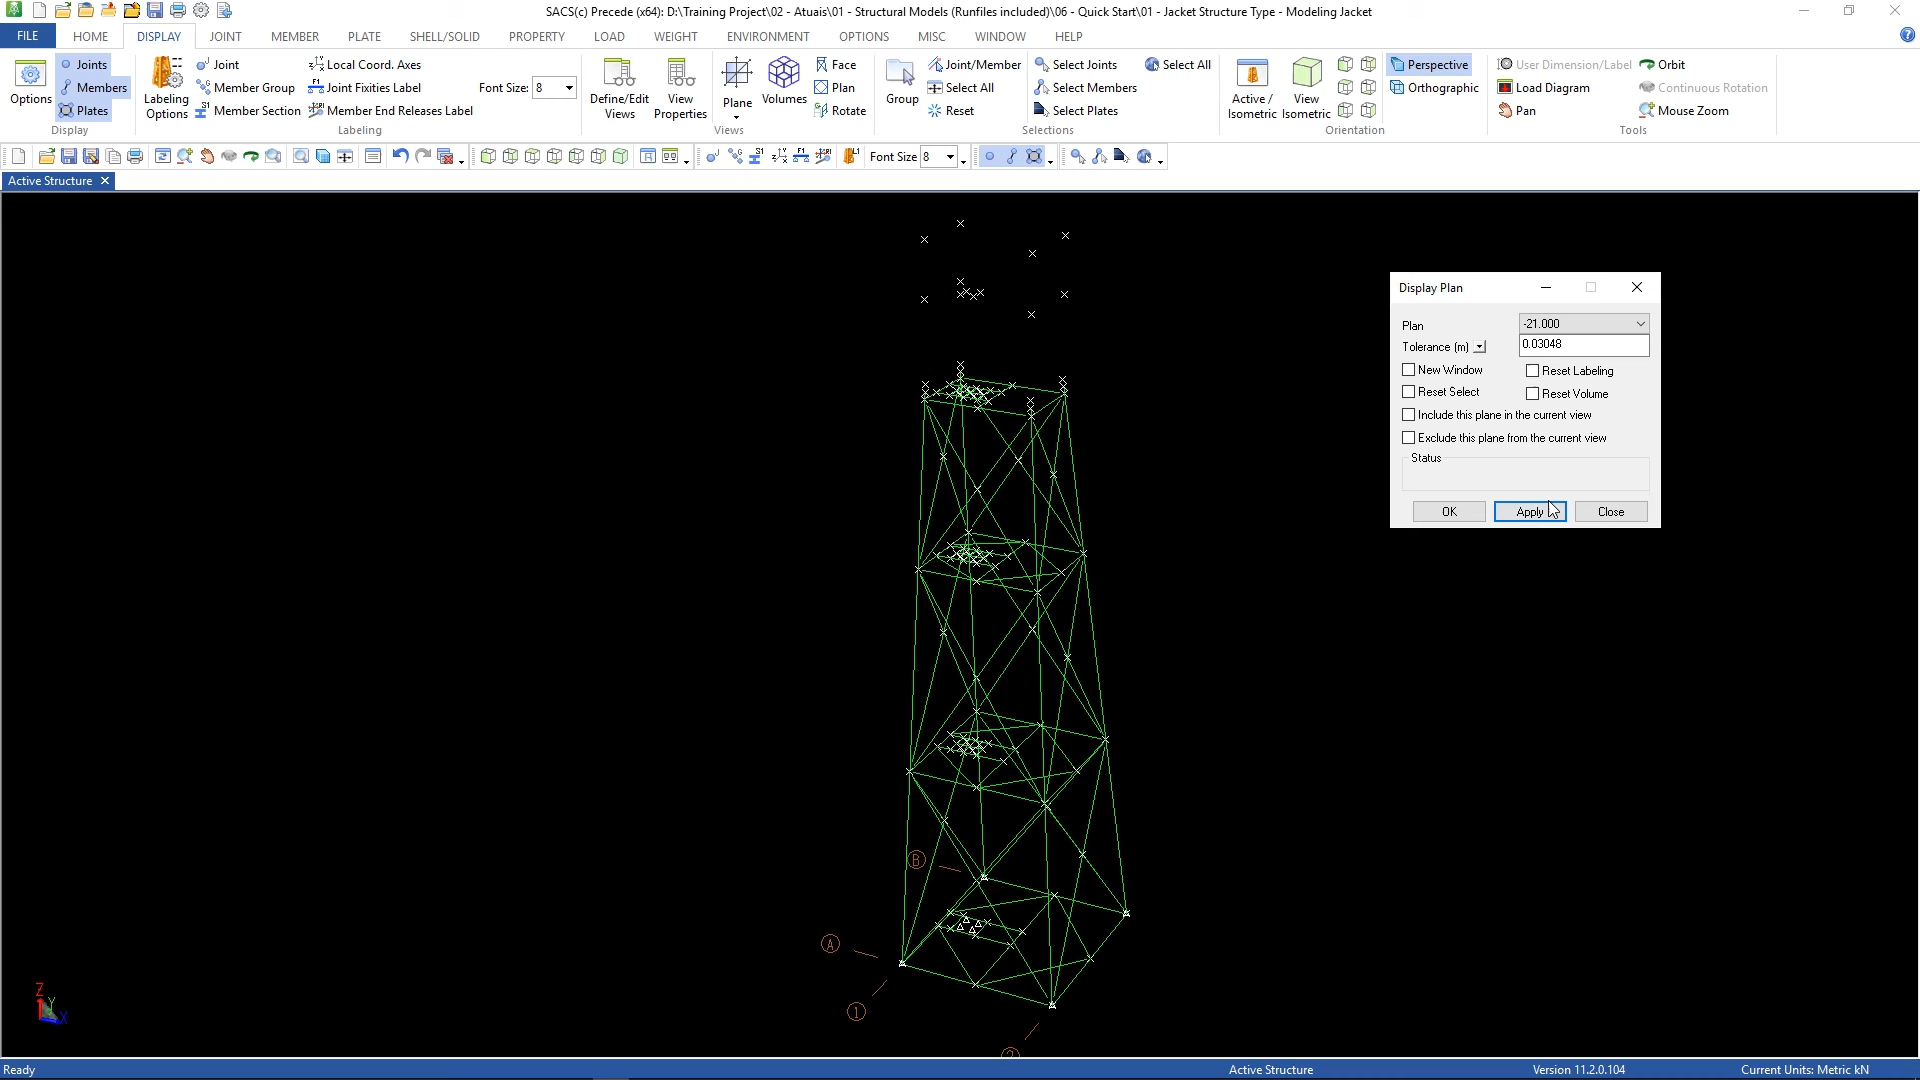 SACS(c) Precede (x64): D:\Training Project\02 - Atuais\01 - Structural Models (Runfiles included)\06 - Quick Start\01 - Jacket Structure Type - Modeling Jacket
FILE HOME DISPLAY JOINT MEMBER PLATE SHELL/SOLID PROPERTY LOAD WEIGHT ENVIRONMENT OPTIONS MISC WINDOW HELP
Joints Joint Local Coord. Axes Face Joint/Member Select Joints Select All Perspective User Dimension/Label Orbit
Options Members Labeling Options Member Group Joint Fixities Label Font Size: 8 Define/Edit Views View Properties Plane Volumes Plan Group Select All Select Members Active / Isometric View Isometric Orthographic Load Diagram Continuous Rotation
Plates Member Section Member End Releases Label Rotate Reset Select Plates Pan Mouse Zoom
Display Labeling Views Selections Orientation Tools
Font Size 8
Active Structure
Display Plan
Plan -21.000
Tolerance (m) 0.03048
New Window Reset Labeling
Reset Select Reset Volume
Include this plane in the current view
Exclude this plane from the current view
Status
OK Apply Close
B
A
1
2
Z
Y
X
Ready Active Structure Version 11.2.0.104 Current Units: Metric kN